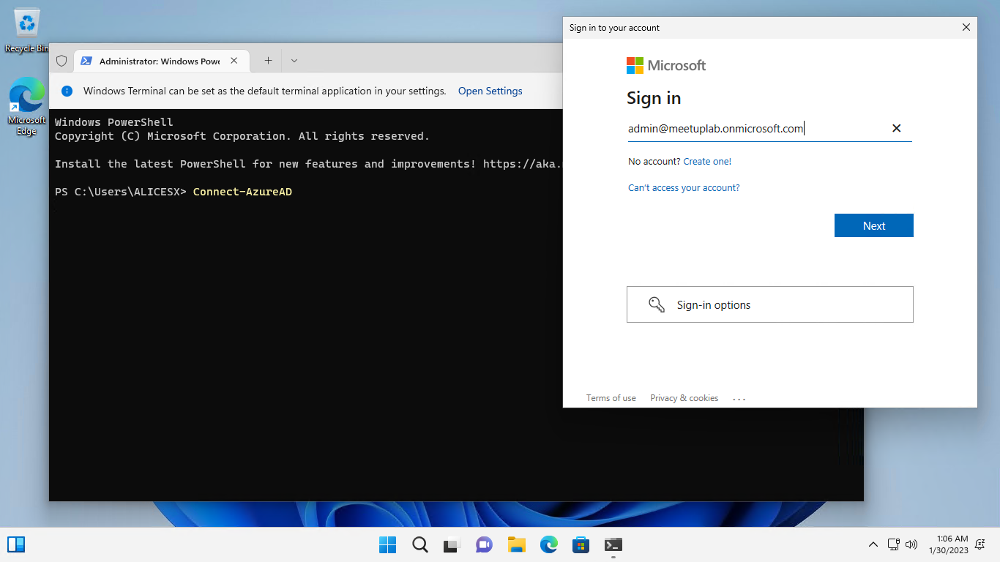 Recycle Bin
Microsoft
Edge
Administrator: Windows Powe
Windows Terminal can be set as the default terminal application in your settings. Open Settings
Windows PowerShell
Copyright (C) Microsoft Corporation. All rights reserved.
Install the latest PowerShell for new features and improvements! https://aka.
PS C:\Users\ALICESX> Connect-AzureAD
Sign in to your account
Microsoft
Sign in
admin@meetuplab.onmicrosoft.com
No account? Create one!
Can't access your account?
Next
Sign-in options
Terms of use Privacy & cookies ...
1:06 AM
1/30/2023